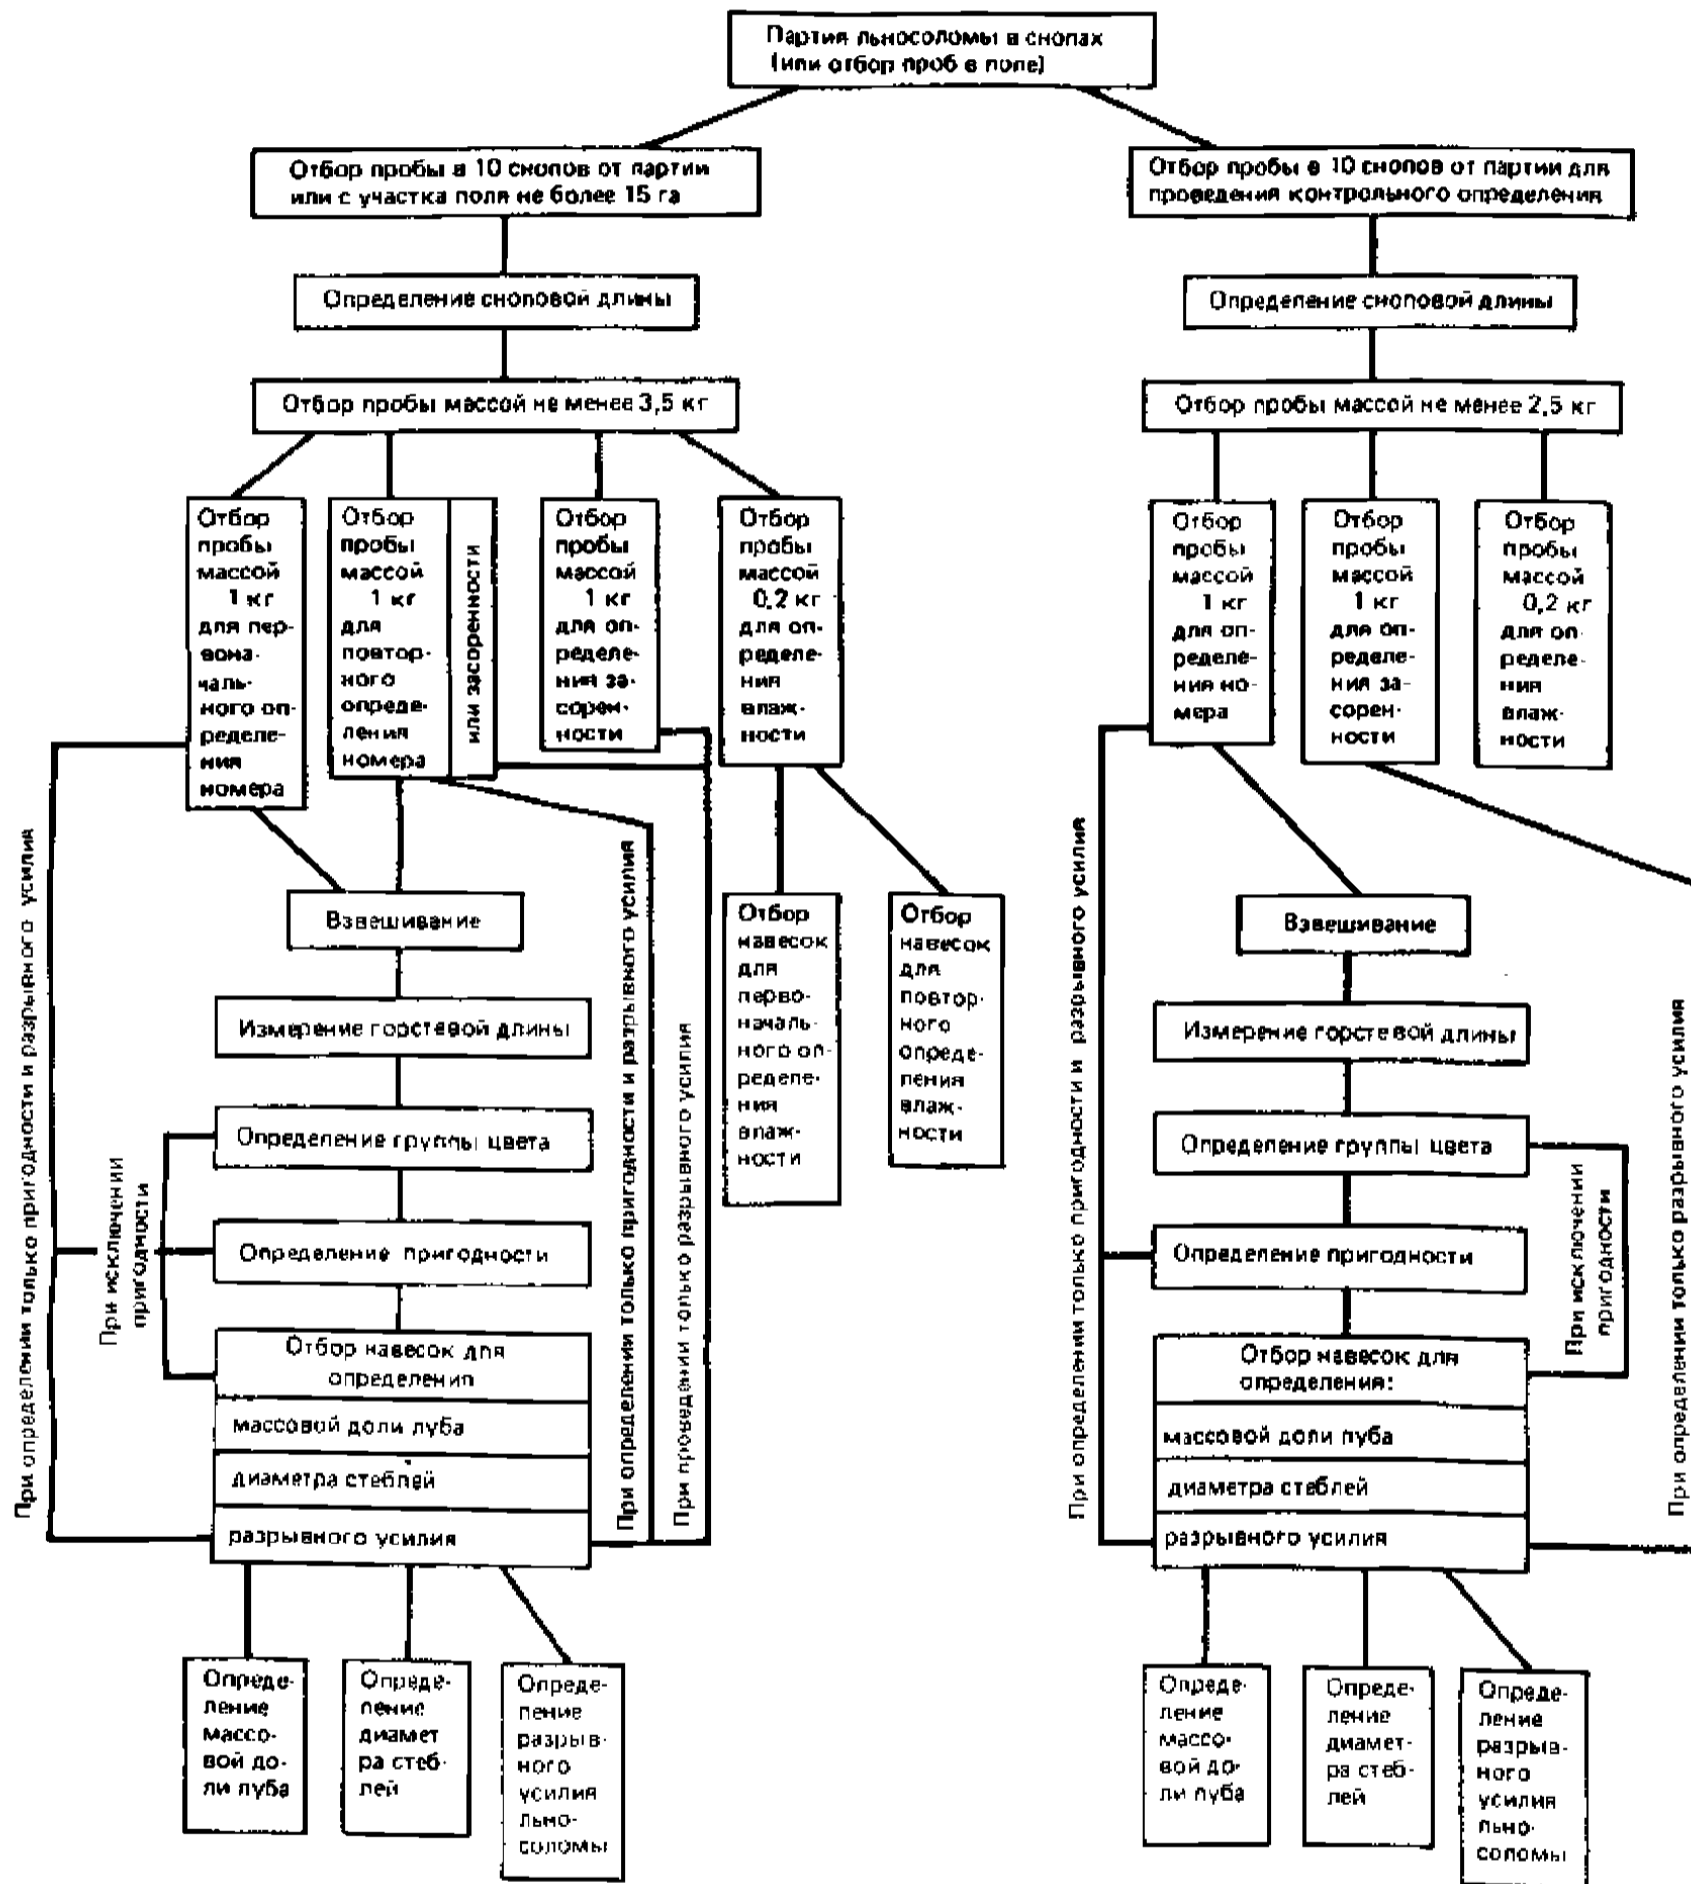 Партия льносоломы в снопах
(или отбор проб в поле)
Отбор пробы в 10 снопов от партии
или с участка поля не более 15 га
Определение сноповой длины
Отбор пробы массой не менее 3,5 кг
Отбор
пробы
массой
1 кг
для пер-
вона-
чаль-
ного оп-
ределе-
ния
номера
Отбор
пробы
массой
1 кг
для
повтор-
ного
опреде-
ления
номера
или засоренности
Отбор
пробы
массой
1 кг
для оп-
ределе-
ния за-
сорен-
ности
Отбор
пробы
массой
0,2 кг
для оп-
ределе-
ния
влаж-
ности
При определении только пригодности и разрывного усилия
Взвешивание
Измерение горстевой длины
Определение группы цвета
При исключении
пригодности
Определение пригодности
Отбор навесок для
определения
массовой доли луба
диаметра стеблей
разрывного усилия
При определении только пригодности и разрывного усилия
При проведении только разрывного усилия
Отбор
навесок
для
перво-
началь-
ного оп-
ределе-
ния
влаж-
ности
Отбор
навесок
для
повтор-
ного
опреде-
ления
влаж-
ности
Опреде-
ление
массо-
вой до-
ли луба
Опреде-
ление
диамет
ра стеб-
лей
Опреде-
ление
разрыв-
ного
усилия
льно-
соломы
Отбор пробы в 10 снопов от партии для
проведения контрольного определения
Определение сноповой длины
Отбор пробы массой не менее 2,5 кг
Отбор
пробы
массой
1 кг
для оп-
ределе-
ния но-
мера
Отбор
пробы
массой
1 кг
для оп-
ределе-
ния за-
сорен-
ности
Отбор
пробы
массой
0,2 кг
для оп-
ределе-
ния
влаж-
ности
При определении только пригодности и разрывного усилия
Взвешивание
Измерение горстевой длины
Определение группы цвета
Определение пригодности
При исключении
пригодности
Отбор навесок для
определения:
массовой доли луба
диаметра стеблей
разрывного усилия
При определении только разрывного усилия
Опреде-
ление
массо-
вой до-
ли луба
Опреде-
ление
диамет-
ра стеб-
лей
Опреде-
ление
разрыв-
ного
усилия
льно-
соломы